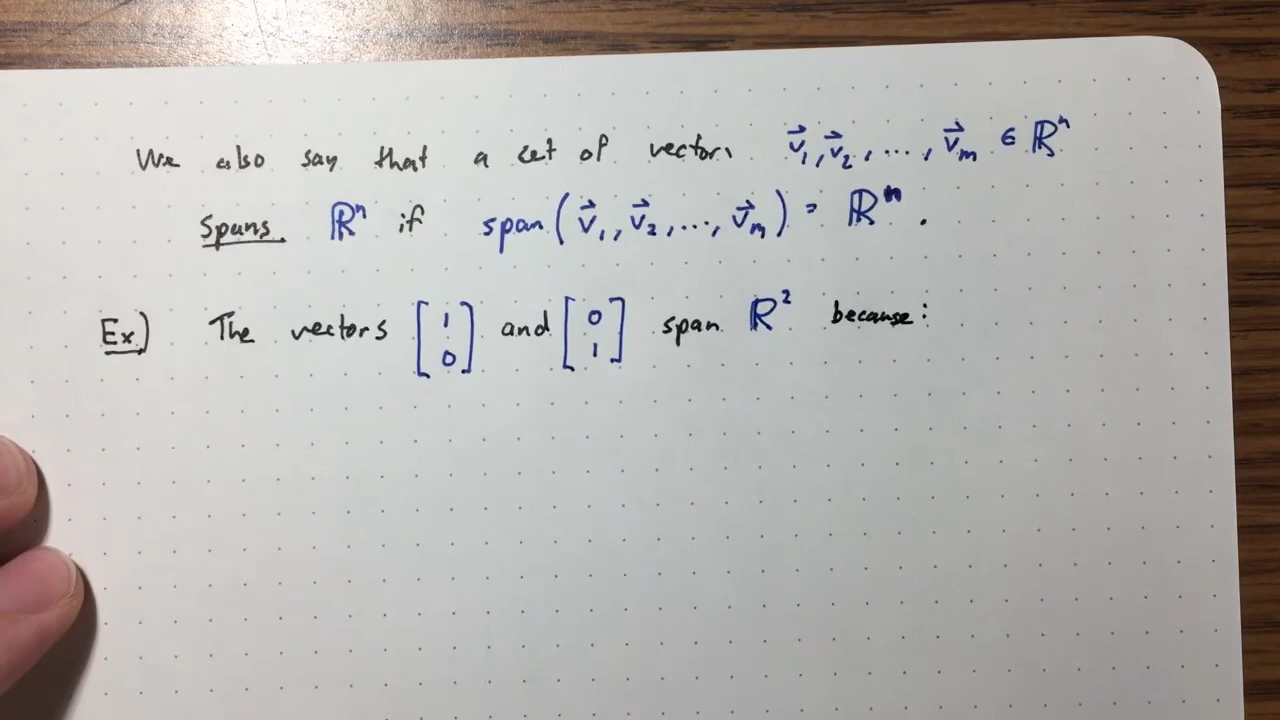 We also say that a set of vectors v⃗₁, v⃗₂, ..., v⃗ₘ ∈ ℝⁿ
spans ℝⁿ if span(v⃗₁, v⃗₂, ..., v⃗ₘ) = ℝⁿ.
Ex) The vectors [1 0] and [0 1] span ℝ² because: